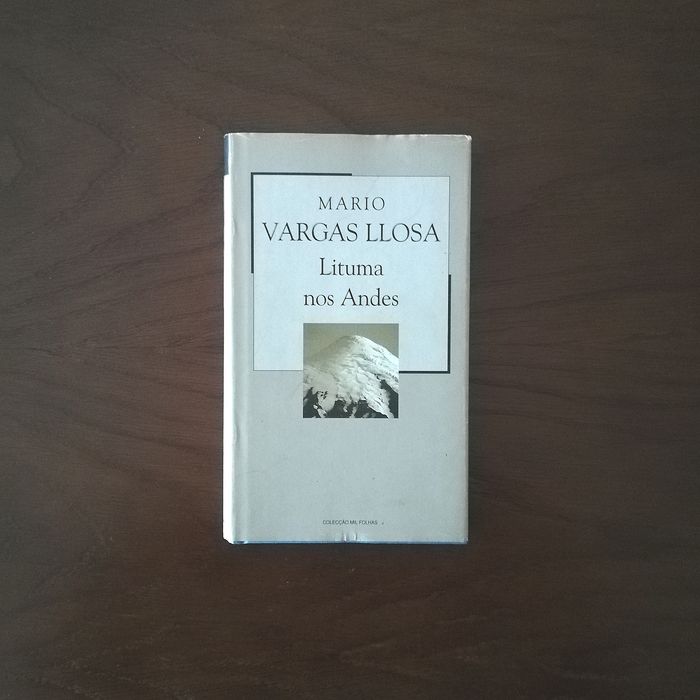 MARIO
VARGAS LLOSA
Lituma
nos Andes
COLECÇÃO MIL FOLHAS